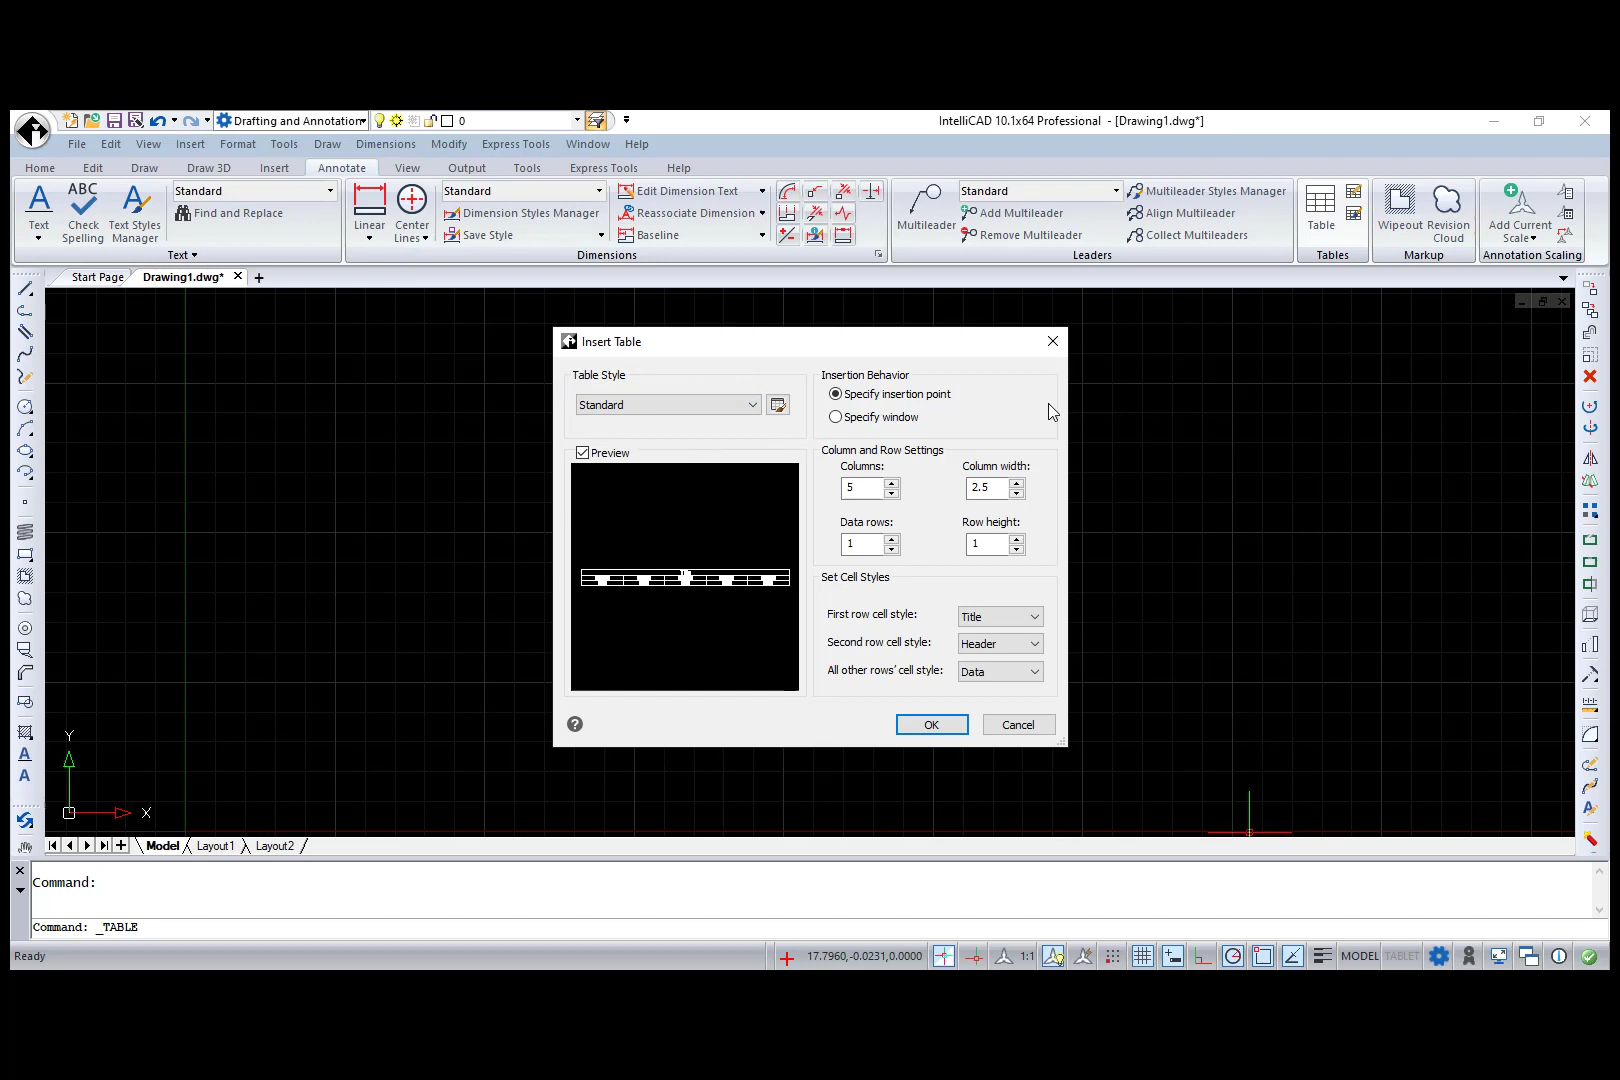 Drafting and Annotation
0
IntelliCAD 10.1x64 Professional - [Drawing1.dwg*]
File Edit View Insert Format Tools Draw Dimensions Modify Express Tools Window Help
Home Edit Draw Draw 3D Insert Annotate View Output Tools Express Tools Help
Standard
Standard
Edit Dimension Text
Standard
Multileader Styles Manager
ABC
Find and Replace
Dimension Styles Manager
Reassociate Dimension
Add Multileader
Align Multileader
Text
Check Spelling
Text Styles Manager
Linear
Center Lines
Save Style
Baseline
Multileader
Remove Multileader
Collect Multileaders
Table
Wipeout
Revision Cloud
Add Current Scale
Text
Dimensions
Leaders
Tables
Markup
Annotation Scaling
Start Page
Drawing1.dwg*
Insert Table
Table Style
Standard
Preview
Insertion Behavior
Specify insertion point
Specify window
Column and Row Settings
Columns: Column width:
5 2.5
Data rows: Row height:
1 1
Set Cell Styles
First row cell style: Title
Second row cell style: Header
All other rows' cell style: Data
OK Cancel
Y
X
Model Layout1 Layout2
Command:
Command: _TABLE
Ready
17.7960,-0.0231,0.0000
1:1
MODEL TABLET